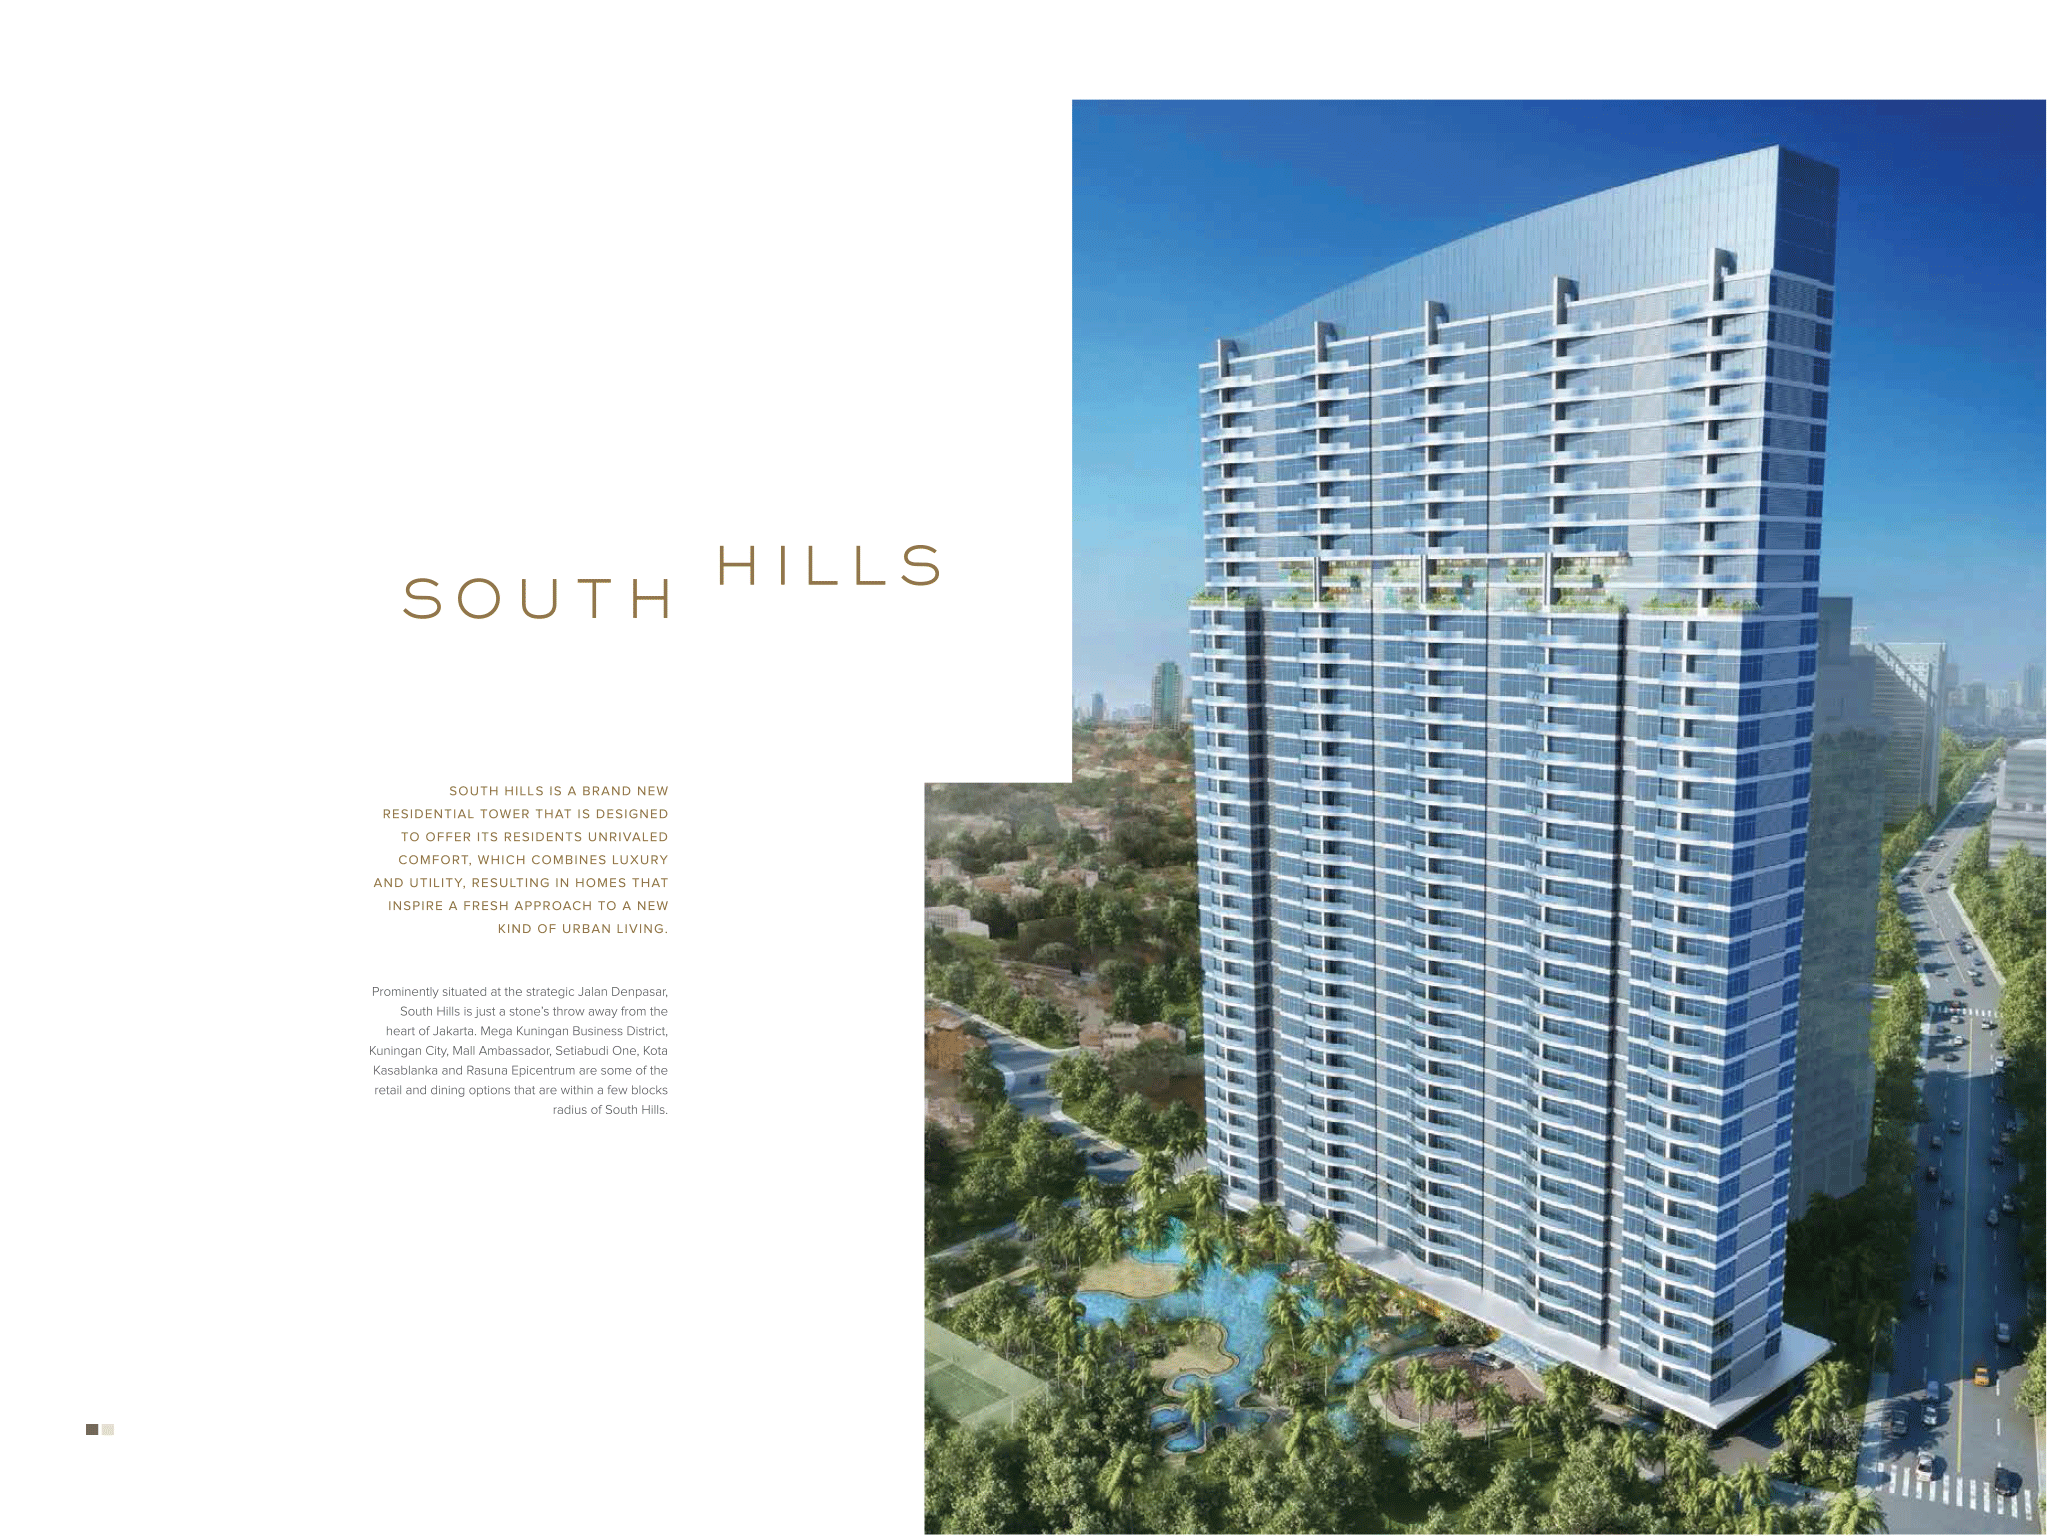 SOUTH HILLS
SOUTH HILLS IS A BRAND NEW
RESIDENTIAL TOWER THAT IS DESIGNED
TO OFFER ITS RESIDENTS UNRIVALED
COMFORT, WHICH COMBINES LUXURY
AND UTILITY, RESULTING IN HOMES THAT
INSPIRE A FRESH APPROACH TO A NEW
KIND OF URBAN LIVING.
Prominently situated at the strategic Jalan Denpasar,
South Hills is just a stone's throw away from the
heart of Jakarta. Mega Kuningan Business District,
Kuningan City, Mall Ambassador, Setiabudi One, Kota
Kasablanka and Rasuna Epicentrum are some of the
retail and dining options that are within a few blocks
radius of South Hills.